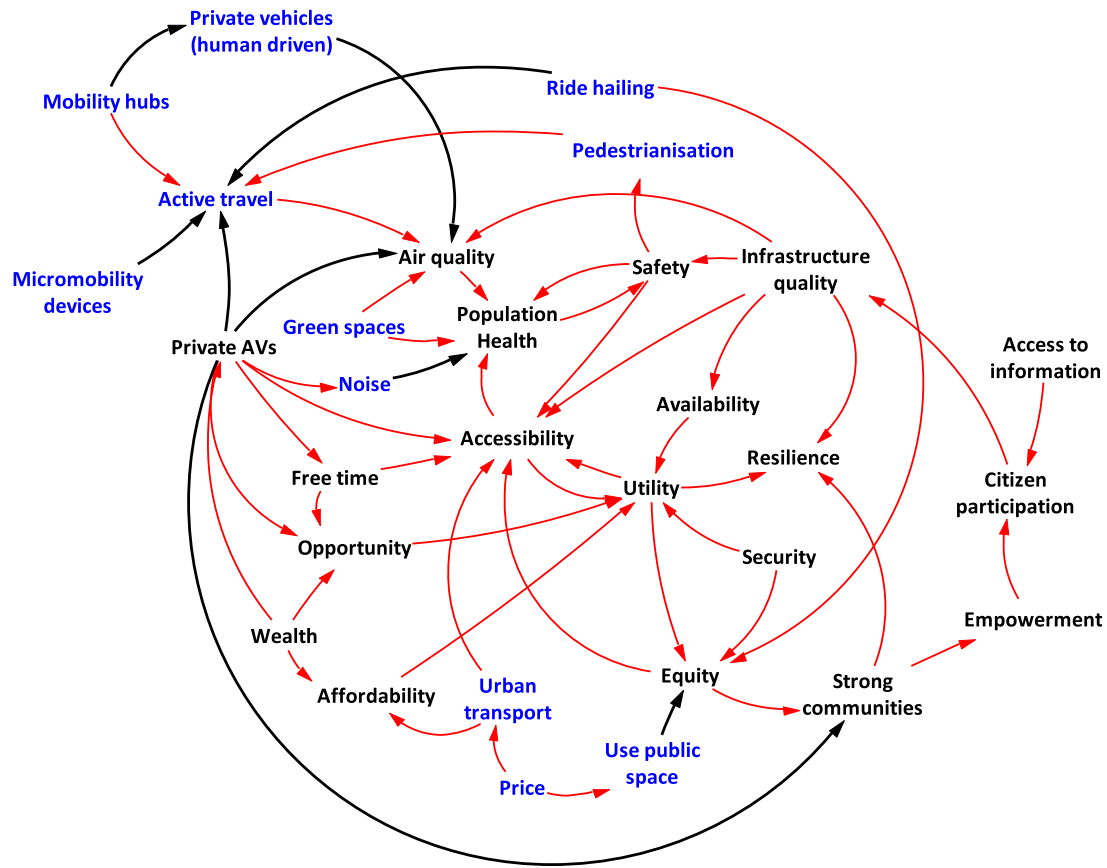 Private vehicles
(human driven)
Mobility hubs
Ride hailing
Pedestrianisation
Active travel
Micromobility
devices
Air quality
Safety
Infrastructure
quality
Green spaces
Population
Health
Private AVs
Noise
Access to
information
Availability
Accessibility
Resilience
Free time
Utility
Citizen
participation
Opportunity
Security
Wealth
Empowerment
Affordability
Urban
transport
Equity
Strong
communities
Use public
space
Price